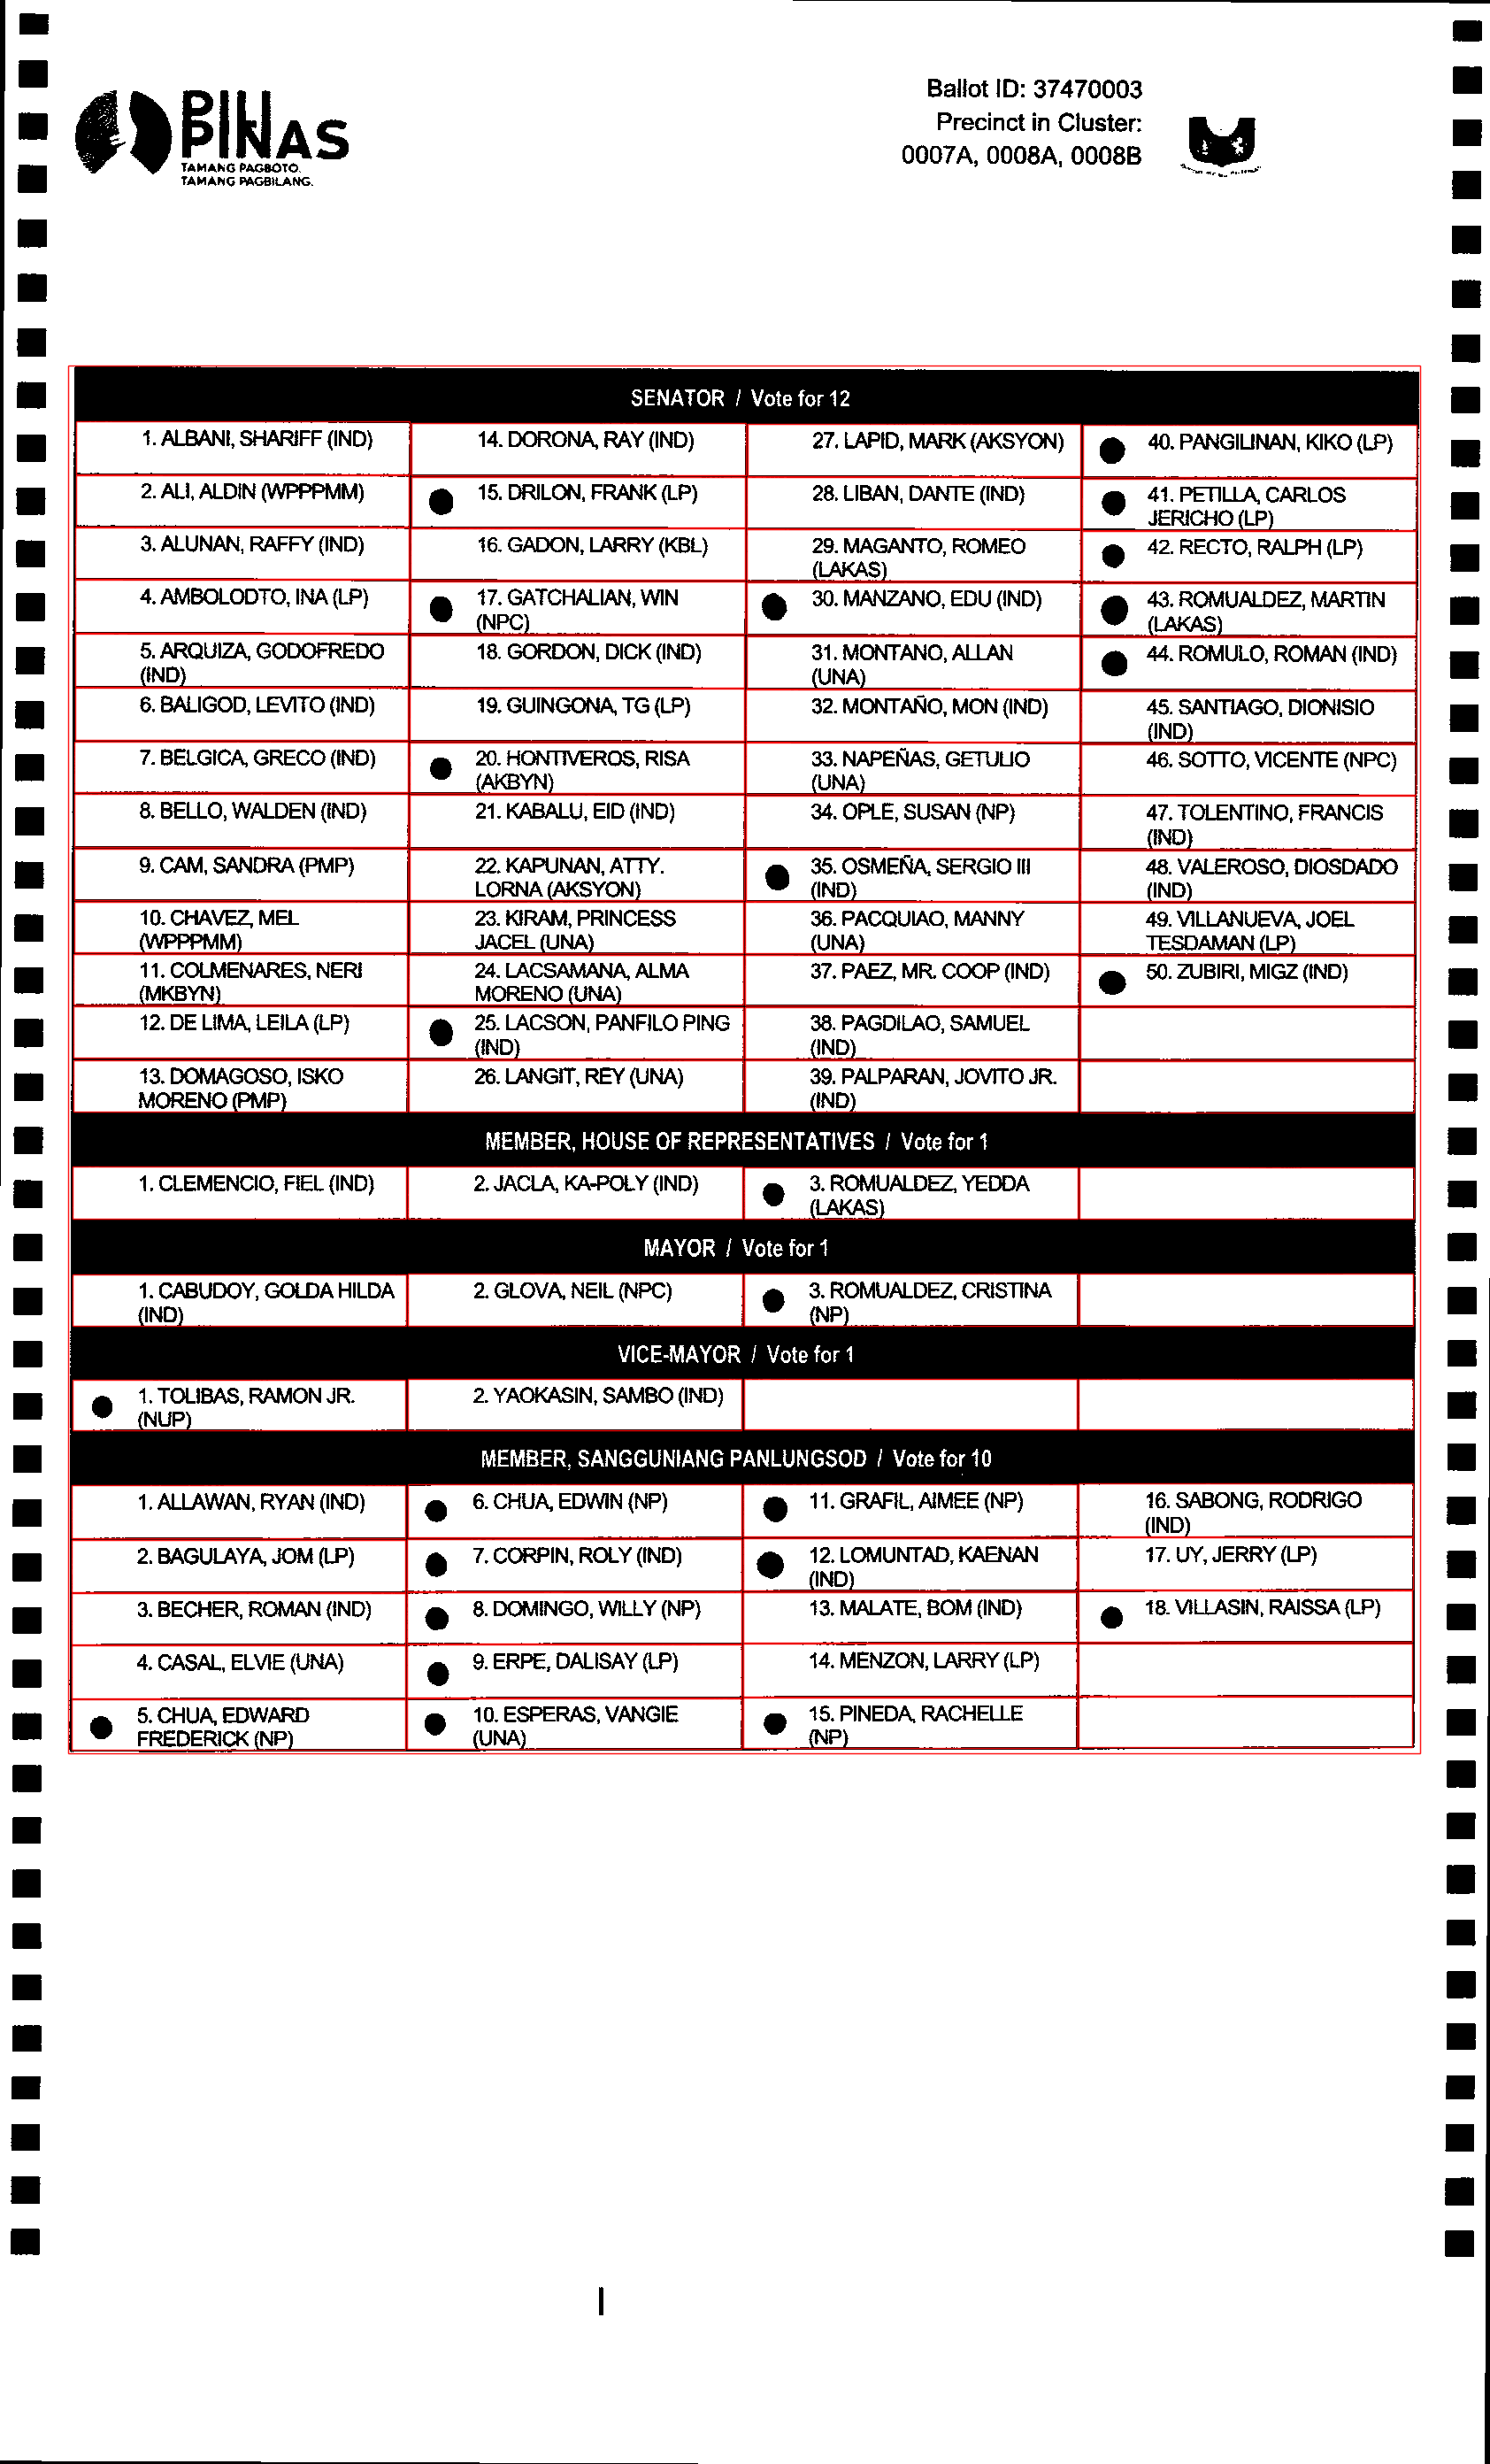 PILI
PINAS
TAMANG PAGBOTO.
TAMANG PAGBILANG.
Ballot ID: 37470003
Precinct in Cluster:
0007A, 0008A, 0008B
SENATOR / Vote for 12
1. ALBANI, SHARIFF (IND)
14. DORONA, RAY (IND)
27. LAPID, MARK (AKSYON)
40. PANGILINAN, KIKO (LP)
2. ALI, ALDIN (WPPPMM)
15. DRILON, FRANK (LP)
28. LIBAN, DANTE (IND)
41. PETILLA, CARLOS
JERICHO (LP)
3. ALUNAN, RAFFY (IND)
16. GADON, LARRY (KBL)
29. MAGANTO, ROMEO
(LAKAS)
42. RECTO, RALPH (LP)
4. AMBOLODTO, INA (LP)
17. GATCHALIAN, WIN
(NPC)
30. MANZANO, EDU (IND)
43. ROMUALDEZ, MARTIN
(LAKAS)
5. ARQUIZA, GODOFREDO
(IND)
18. GORDON, DICK (IND)
31. MONTANO, ALLAN
(UNA)
44. ROMULO, ROMAN (IND)
6. BALIGOD, LEVITO (IND)
19. GUINGONA, TG (LP)
32. MONTAÑO, MON (IND)
45. SANTIAGO, DIONISIO
(IND)
7. BELGICA, GRECO (IND)
20. HONTIVEROS, RISA
(AKBYN)
33. NAPEÑAS, GETULIO
(UNA)
46. SOTTO, VICENTE (NPC)
8. BELLO, WALDEN (IND)
21. KABALU, EID (IND)
34. OPLE, SUSAN (NP)
47. TOLENTINO, FRANCIS
(IND)
9. CAM, SANDRA (PMP)
22. KAPUNAN, ATTY.
LORNA (AKSYON)
35. OSMEÑA, SERGIO III
(IND)
48. VALEROSO, DIOSDADO
(IND)
10. CHAVEZ, MEL
(WPPPMM)
23. KIRAM, PRINCESS
JACEL (UNA)
36. PACQUIAO, MANNY
(UNA)
49. VILLANUEVA, JOEL
TESDAMAN (LP)
11. COLMENARES, NERI
(MKBYN)
24. LACSAMANA, ALMA
MORENO (UNA)
37. PAEZ, MR. COOP (IND)
50. ZUBIRI, MIGZ (IND)
12. DE LIMA, LEILA (LP)
25. LACSON, PANFILO PING
(IND)
38. PAGDILAO, SAMUEL
(IND)
13. DOMAGOSO, ISKO
MORENO (PMP)
26. LANGIT, REY (UNA)
39. PALPARAN, JOVITO JR.
(IND)
MEMBER, HOUSE OF REPRESENTATIVES / Vote for 1
1. CLEMENCIO, FIEL (IND)
2. JACLA, KA-POLY (IND)
3. ROMUALDEZ, YEDDA
(LAKAS)
MAYOR / Vote for 1
1. CABUDOY, GOLDA HILDA
(IND)
2. GLOVA, NEIL (NPC)
3. ROMUALDEZ, CRISTINA
(NP)
VICE-MAYOR / Vote for 1
1. TOLIBAS, RAMON JR.
(NUP)
2. YAOKASIN, SAMBO (IND)
MEMBER, SANGGUNIANG PANLUNGSOD / Vote for 10
1. ALLAWAN, RYAN (IND)
6. CHUA, EDWIN (NP)
11. GRAFIL, AIMEE (NP)
16. SABONG, RODRIGO
(IND)
2. BAGULAYA, JOM (LP)
7. CORPIN, ROLY (IND)
12. LOMUNTAD, KAENAN
(IND)
17. UY, JERRY (LP)
3. BECHER, ROMAN (IND)
8. DOMINGO, WILLY (NP)
13. MALATE, BOM (IND)
18. VILLASIN, RAISSA (LP)
4. CASAL, ELVIE (UNA)
9. ERPE, DALISAY (LP)
14. MENZON, LARRY (LP)
5. CHUA, EDWARD
FREDERICK (NP)
10. ESPERAS, VANGIE
(UNA)
15. PINEDA, RACHELLE
(NP)